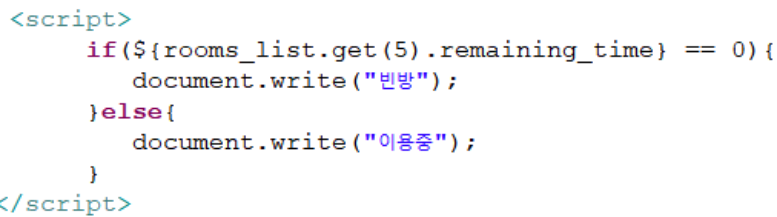 <script>
if(${rooms_list.get(5).remaining_time} == 0){
document.write("빈방");
}else{
document.write("이용중");
}
</script>